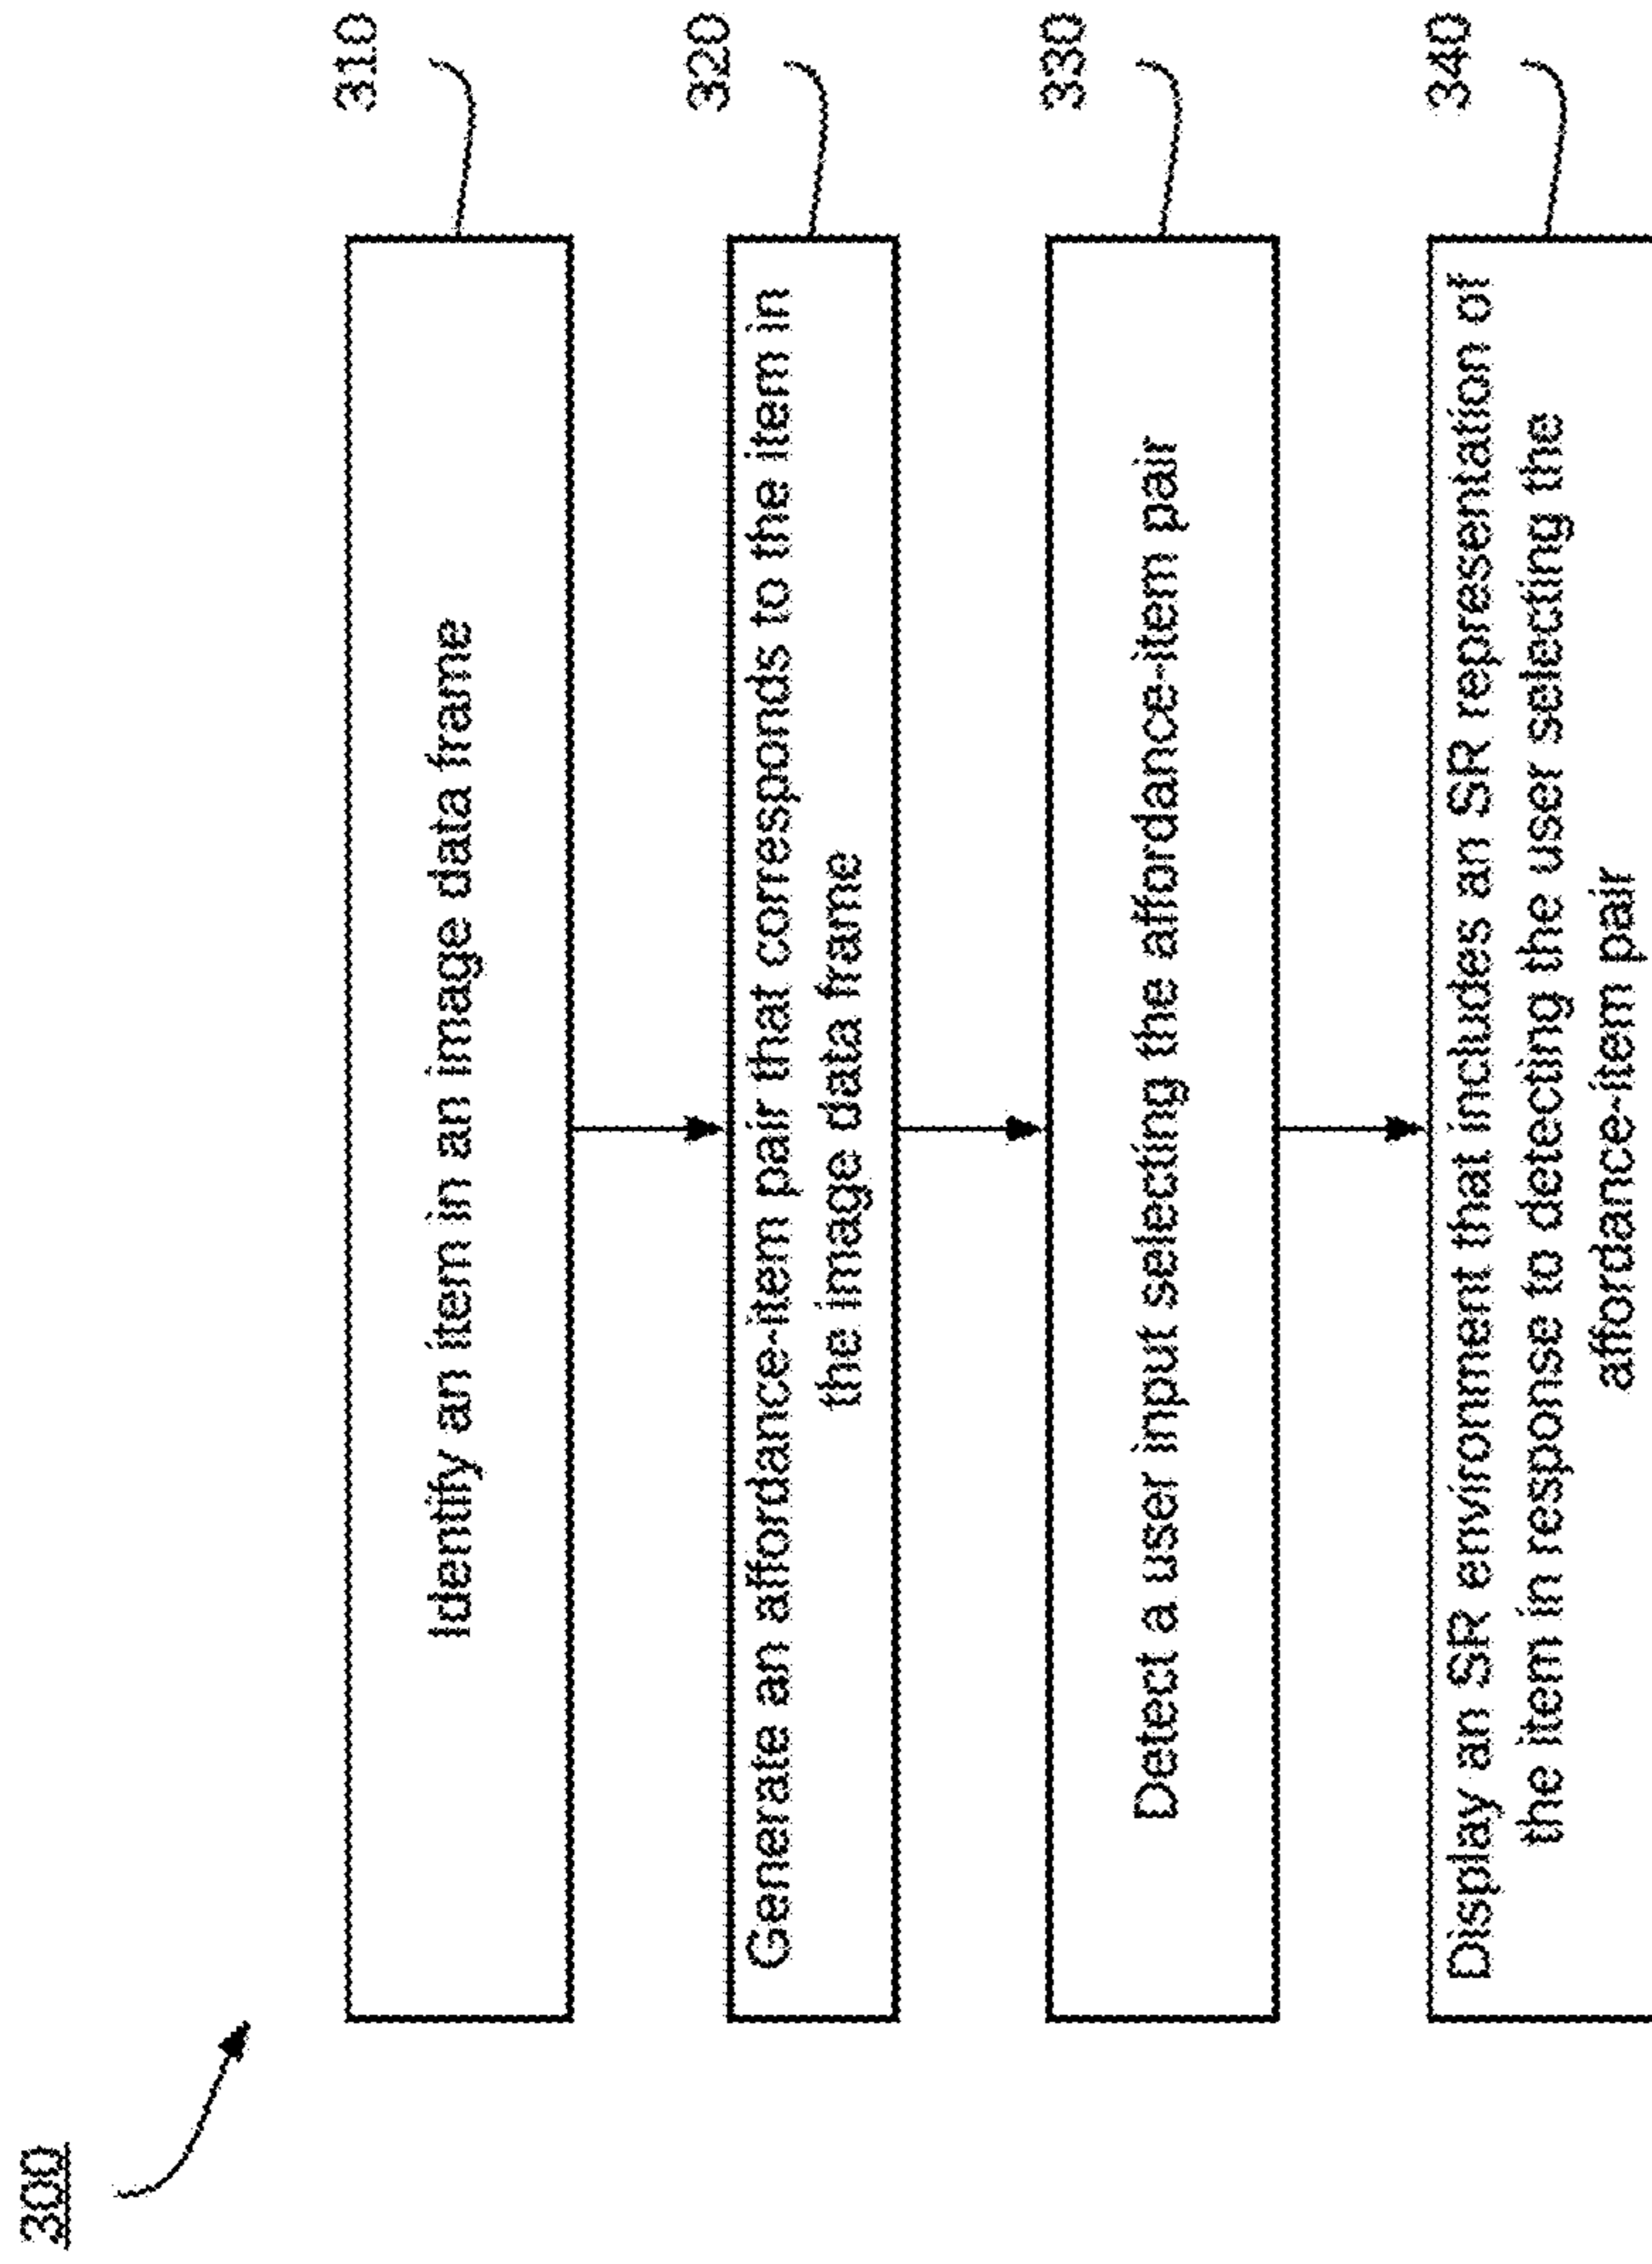 300
310
Identify an item in an image data frame
320
Generate an affordance-item pair that corresponds to the item in
the image data frame
330
Detect a user input selecting the affordance-item pair
340
Display an SR environment that includes an SR representation of
the item in response to detecting the user selecting the
affordance-item pair